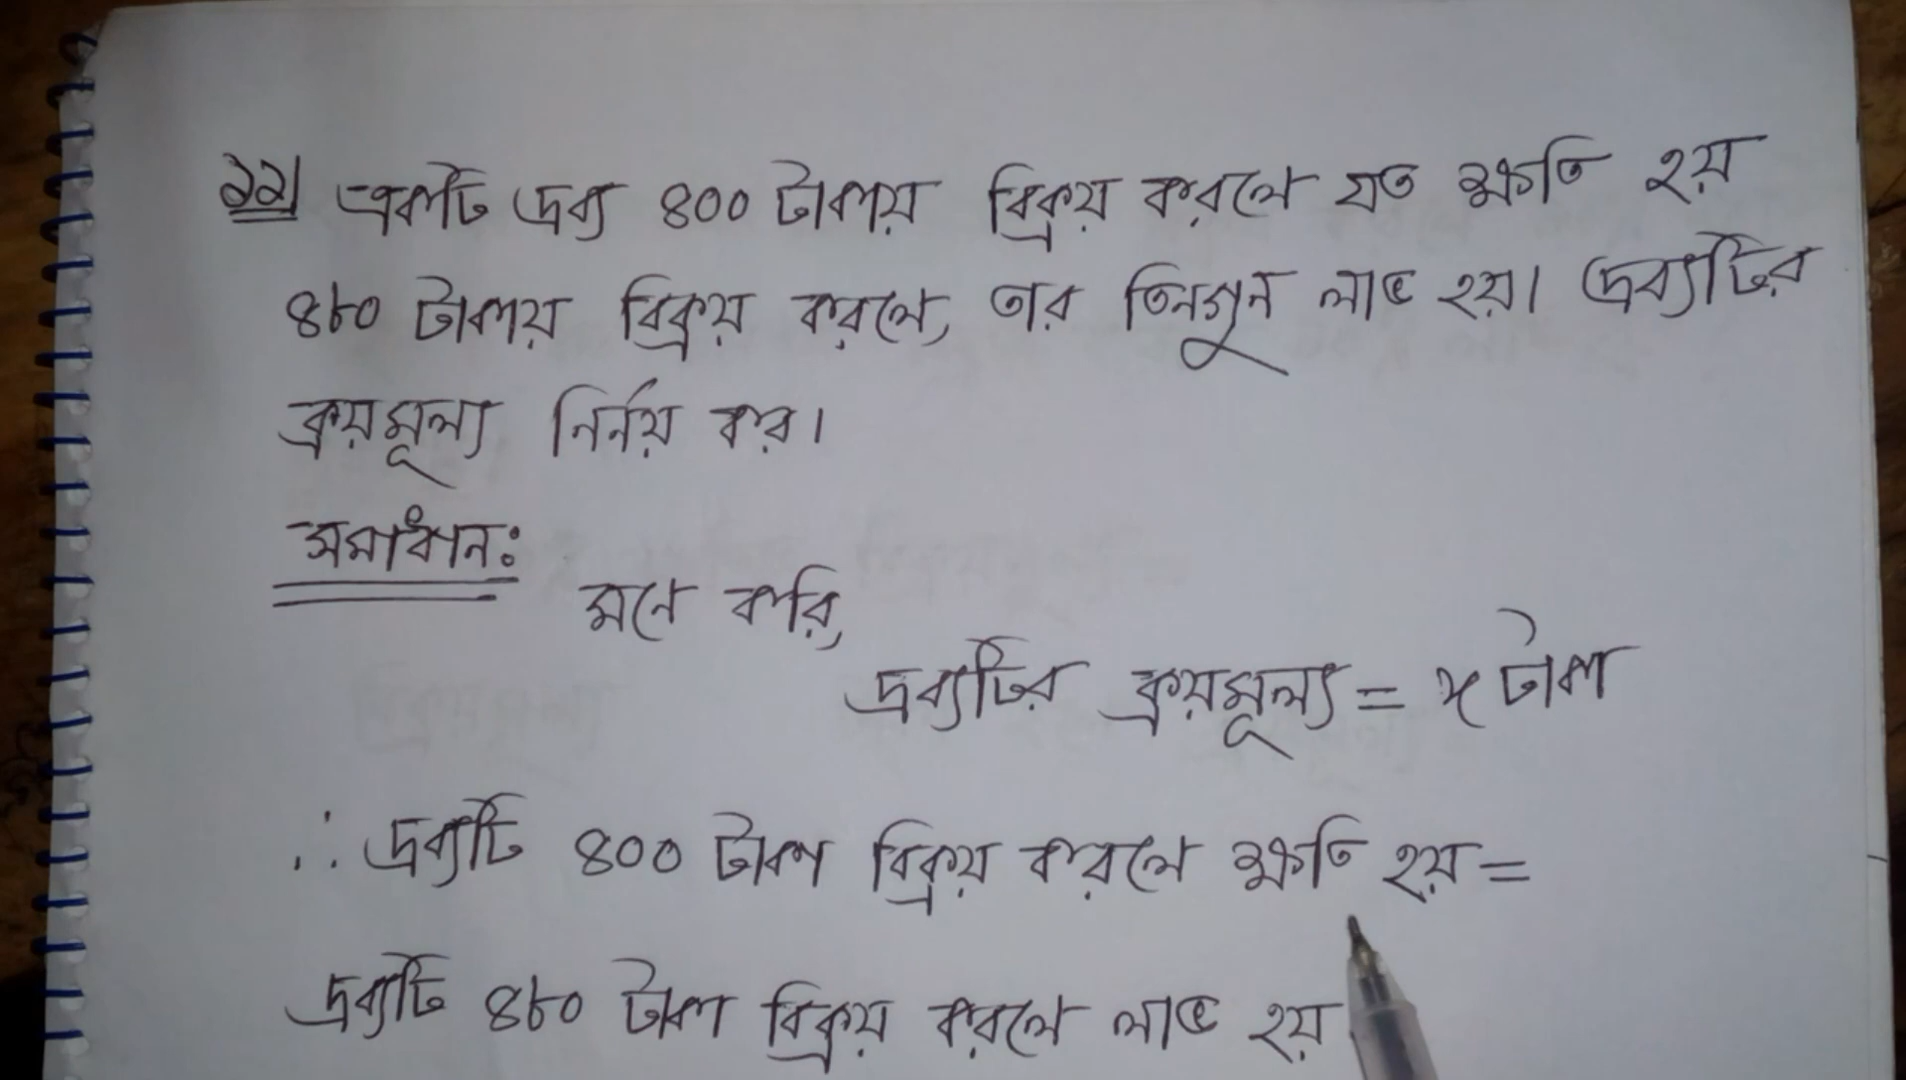 ১১। একটি দ্রব্য ৪০০ টাকায় বিক্রয় করলে যত ক্ষতি হয়
৪৮০ টাকায় বিক্রয় করলে, তার তিনগুন লাভ হয়। দ্রব্যটির
ক্রয়মূল্য নির্নয় কর।
সমাধান:
মনে করি,
দ্রব্যটির ক্রয়মূল্য = x টাকা
∴ দ্রব্যটি ৪০০ টাকা বিক্রয় করলে ক্ষতি হয় =
দ্রব্যটি ৪৮০ টাকা বিক্রয় করলে লাভ হয়